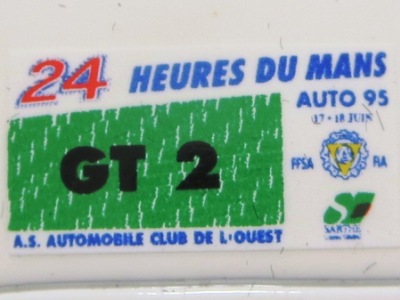 24 HEURES DU MANS
AUTO 95
17 - 18 JUIN
GT 2
FFSA FIA
A.S. AUTOMOBILE CLUB DE L'OUEST